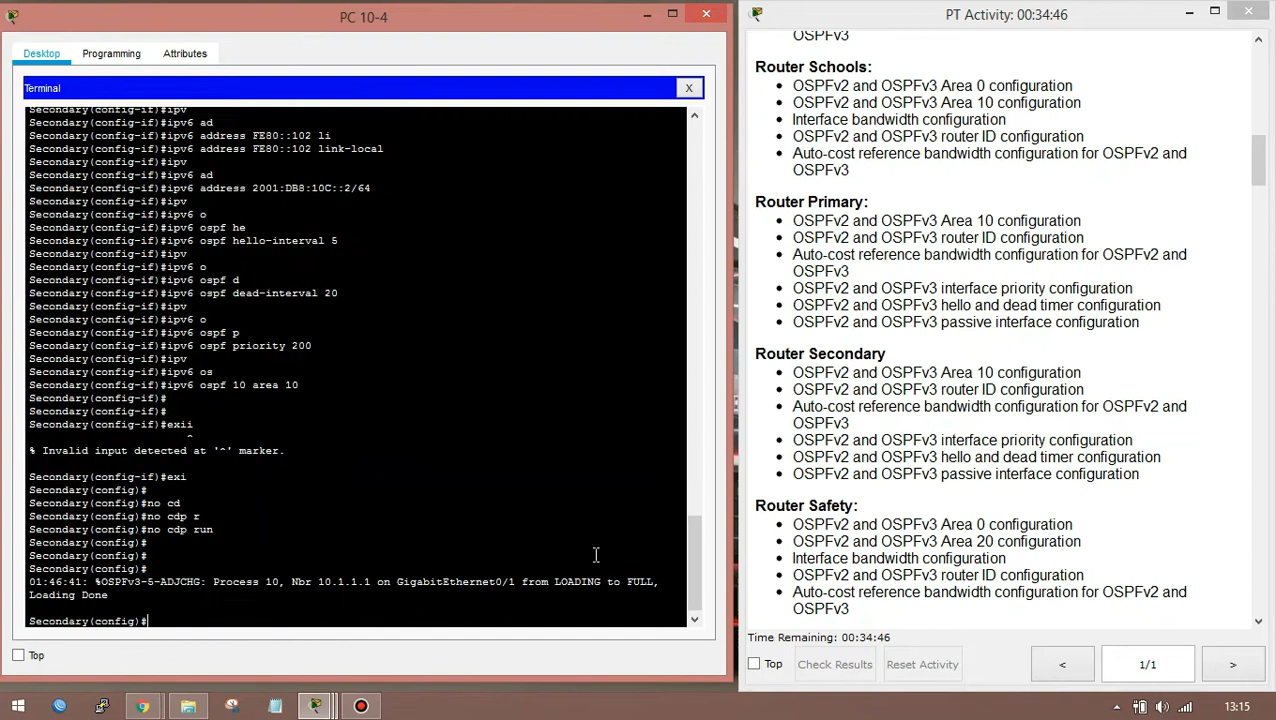 PC 10-4
Desktop
Programming
Attributes
Terminal
X
Secondary(config-if)#ipv
Secondary(config-if)#ipv6 ad
Secondary(config-if)#ipv6 address FE80::102 li
Secondary(config-if)#ipv6 address FE80::102 link-local
Secondary(config-if)#ipv
Secondary(config-if)#ipv6 ad
Secondary(config-if)#ipv6 address 2001:DB8:10C::2/64
Secondary(config-if)#ipv
Secondary(config-if)#ipv6 o
Secondary(config-if)#ipv6 ospf he
Secondary(config-if)#ipv6 ospf hello-interval 5
Secondary(config-if)#ipv
Secondary(config-if)#ipv6 o
Secondary(config-if)#ipv6 ospf d
Secondary(config-if)#ipv6 ospf dead-interval 20
Secondary(config-if)#ipv
Secondary(config-if)#ipv6 o
Secondary(config-if)#ipv6 ospf p
Secondary(config-if)#ipv6 ospf priority 200
Secondary(config-if)#ipv
Secondary(config-if)#ipv6 os
Secondary(config-if)#ipv6 ospf 10 area 10
Secondary(config-if)#
Secondary(config-if)#
Secondary(config-if)#exii
^
% Invalid input detected at '^' marker.
Secondary(config-if)#exi
Secondary(config)#
Secondary(config)#no cd
Secondary(config)#no cdp r
Secondary(config)#no cdp run
Secondary(config)#
Secondary(config)#
Secondary(config)#
01:46:41: %OSPFv3-5-ADJCHG: Process 10, Nbr 10.1.1.1 on GigabitEthernet0/1 from LOADING to FULL,
Loading Done
Secondary(config)#
Top
PT Activity: 00:34:46
OSPFv3
Router Schools:
• OSPFv2 and OSPFv3 Area 0 configuration
• OSPFv2 and OSPFv3 Area 10 configuration
• Interface bandwidth configuration
• OSPFv2 and OSPFv3 router ID configuration
• Auto-cost reference bandwidth configuration for OSPFv2 and
OSPFv3
Router Primary:
• OSPFv2 and OSPFv3 Area 10 configuration
• OSPFv2 and OSPFv3 router ID configuration
• Auto-cost reference bandwidth configuration for OSPFv2 and
OSPFv3
• OSPFv2 and OSPFv3 interface priority configuration
• OSPFv2 and OSPFv3 hello and dead timer configuration
• OSPFv2 and OSPFv3 passive interface configuration
Router Secondary
• OSPFv2 and OSPFv3 Area 10 configuration
• OSPFv2 and OSPFv3 router ID configuration
• Auto-cost reference bandwidth configuration for OSPFv2 and
OSPFv3
• OSPFv2 and OSPFv3 interface priority configuration
• OSPFv2 and OSPFv3 hello and dead timer configuration
• OSPFv2 and OSPFv3 passive interface configuration
Router Safety:
• OSPFv2 and OSPFv3 Area 0 configuration
• OSPFv2 and OSPFv3 Area 20 configuration
• Interface bandwidth configuration
• OSPFv2 and OSPFv3 router ID configuration
• Auto-cost reference bandwidth configuration for OSPFv2 and
OSPFv3
Time Remaining: 00:34:46
Top
Check Results
Reset Activity
<
1/1
>
13:15